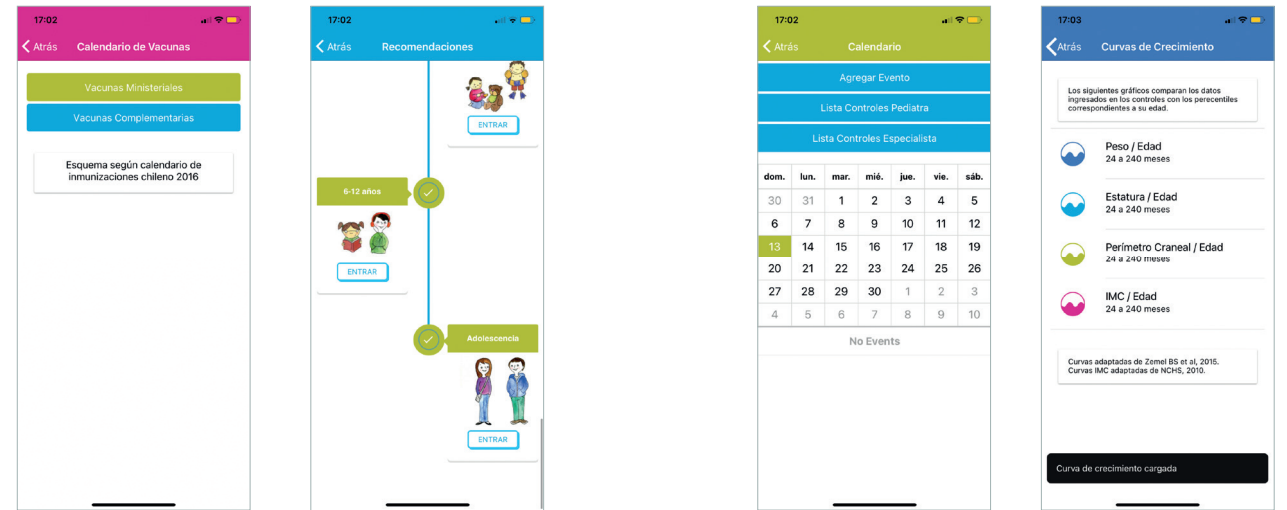 17:02
Atrás
Calendario de Vacunas
Vacunas Ministeriales
Vacunas Complementarias
Esquema según calendario de
inmunizaciones chileno 2016
17:02
Atrás
Recomendaciones
ENTRAR
6-12 años
ENTRAR
Adolescencia
ENTRAR
17:02
Atrás
Calendario
Agregar Evento
Lista Controles Pediatra
Lista Controles Especialista
dom. lun. mar. mié. jue. vie. sáb.
30 31 1 2 3 4 5
6 7 8 9 10 11 12
13 14 15 16 17 18 19
20 21 22 23 24 25 26
27 28 29 30 1 2 3
4 5 6 7 8 9 10
No Events
17:03
Atrás
Curvas de Crecimiento
Los siguientes gráficos comparan los datos
ingresados en los controles con los perecentiles
correspondientes a su edad.
Peso / Edad
24 a 240 meses
Estatura / Edad
24 a 240 meses
Perímetro Craneal / Edad
24 a 240 meses
IMC / Edad
24 a 240 meses
Curvas adaptadas de Zemel BS et al, 2015.
Curvas IMC adaptadas de NCHS, 2010.
Curva de crecimiento cargada